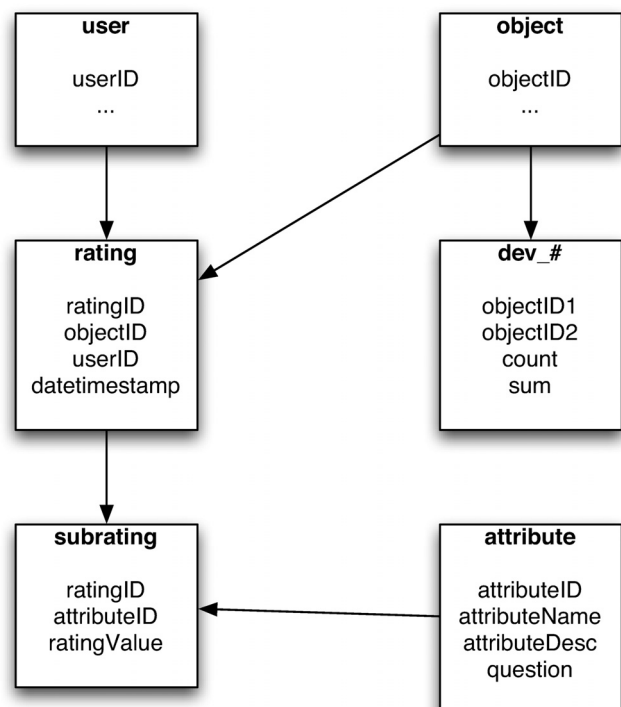 user
userID
...
object
objectID
...
rating
ratingID
objectID
userID
datetimestamp
dev_#
objectID1
objectID2
count
sum
subrating
ratingID
attributeID
ratingValue
attribute
attributeID
attributeName
attributeDesc
question